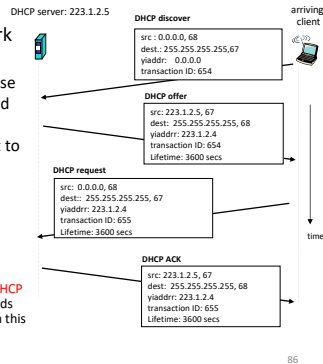 DHCP server: 223.1.2.5
arriving
client
DHCP discover
src : 0.0.0.0, 68
dest.: 255.255.255.255,67
yiaddr: 0.0.0.0
transaction ID: 654
DHCP offer
src: 223.1.2.5, 67
dest: 255.255.255.255, 68
yiaddrr: 223.1.2.4
transaction ID: 654
Lifetime: 3600 secs
DHCP request
src: 0.0.0.0, 68
dest:: 255.255.255.255, 67
yiaddrr: 223.1.2.4
transaction ID: 655
Lifetime: 3600 secs
time
DHCP ACK
src: 223.1.2.5, 67
dest: 255.255.255.255, 68
yiaddrr: 223.1.2.4
transaction ID: 655
Lifetime: 3600 secs
to
this
86